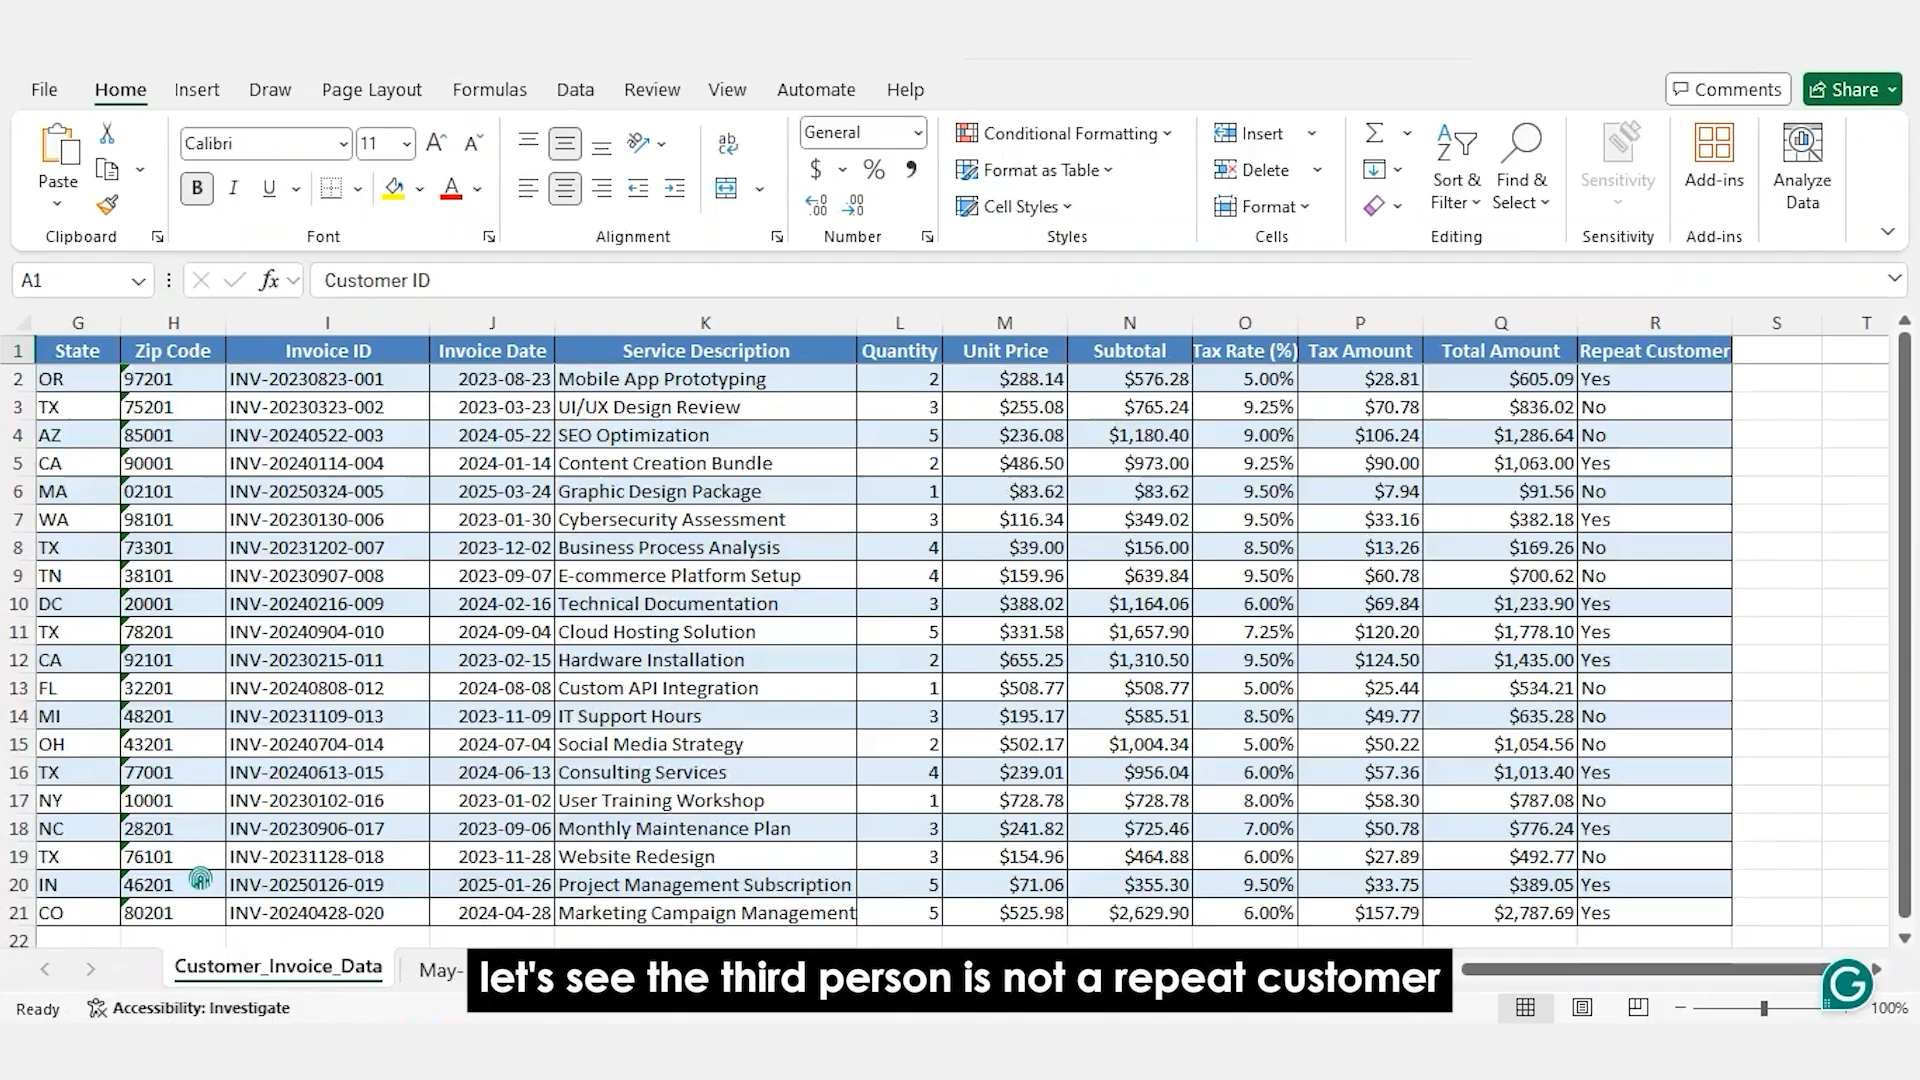 File Home Insert Draw Page Layout Formulas Data Review View Automate Help Comments Share
Calibri 11 General Conditional Formatting Insert
Paste Format as Table Delete Sort & Filter Find & Select Sensitivity Add-ins Analyze Data
B I U $ % Cell Styles Format
Clipboard Font Alignment Number Styles Cells Editing Sensitivity Add-ins
A1 fx Customer ID
G H I J K L M N O P Q R S T
1 State Zip Code Invoice ID Invoice Date Service Description Quantity Unit Price Subtotal Tax Rate (%) Tax Amount Total Amount Repeat Customer
2 OR 97201 INV-20230823-001 2023-08-23 Mobile App Prototyping 2 $288.14 $576.28 5.00% $28.81 $605.09 Yes
3 TX 75201 INV-20230323-002 2023-03-23 UI/UX Design Review 3 $255.08 $765.24 9.25% $70.78 $836.02 No
4 AZ 85001 INV-20240522-003 2024-05-22 SEO Optimization 5 $236.08 $1,180.40 9.00% $106.24 $1,286.64 No
5 CA 90001 INV-20240114-004 2024-01-14 Content Creation Bundle 2 $486.50 $973.00 9.25% $90.00 $1,063.00 Yes
6 MA 02101 INV-20250324-005 2025-03-24 Graphic Design Package 1 $83.62 $83.62 9.50% $7.94 $91.56 No
7 WA 98101 INV-20230130-006 2023-01-30 Cybersecurity Assessment 3 $116.34 $349.02 9.50% $33.16 $382.18 Yes
8 TX 73301 INV-20231202-007 2023-12-02 Business Process Analysis 4 $39.00 $156.00 8.50% $13.26 $169.26 No
9 TN 38101 INV-20230907-008 2023-09-07 E-commerce Platform Setup 4 $159.96 $639.84 9.50% $60.78 $700.62 No
10 DC 20001 INV-20240216-009 2024-02-16 Technical Documentation 3 $388.02 $1,164.06 6.00% $69.84 $1,233.90 Yes
11 TX 78201 INV-20240904-010 2024-09-04 Cloud Hosting Solution 5 $331.58 $1,657.90 7.25% $120.20 $1,778.10 Yes
12 CA 92101 INV-20230215-011 2023-02-15 Hardware Installation 2 $655.25 $1,310.50 9.50% $124.50 $1,435.00 Yes
13 FL 32201 INV-20240808-012 2024-08-08 Custom API Integration 1 $508.77 $508.77 5.00% $25.44 $534.21 No
14 MI 48201 INV-20231109-013 2023-11-09 IT Support Hours 3 $195.17 $585.51 8.50% $49.77 $635.28 No
15 OH 43201 INV-20240704-014 2024-07-04 Social Media Strategy 2 $502.17 $1,004.34 5.00% $50.22 $1,054.56 No
16 TX 77001 INV-20240613-015 2024-06-13 Consulting Services 4 $239.01 $956.04 6.00% $57.36 $1,013.40 Yes
17 NY 10001 INV-20230102-016 2023-01-02 User Training Workshop 1 $728.78 $728.78 8.00% $58.30 $787.08 No
18 NC 28201 INV-20230906-017 2023-09-06 Monthly Maintenance Plan 3 $241.82 $725.46 7.00% $50.78 $776.24 Yes
19 TX 76101 INV-20231128-018 2023-11-28 Website Redesign 3 $154.96 $464.88 6.00% $27.89 $492.77 No
20 IN 46201 INV-20250126-019 2025-01-26 Project Management Subscription 5 $71.06 $355.30 9.50% $33.75 $389.05 Yes
21 CO 80201 INV-20240428-020 2024-04-28 Marketing Campaign Management 5 $525.98 $2,629.90 6.00% $157.79 $2,787.69 Yes
22
Customer_Invoice_Data May-
let's see the third person is not a repeat customer
Ready Accessibility: Investigate 100%